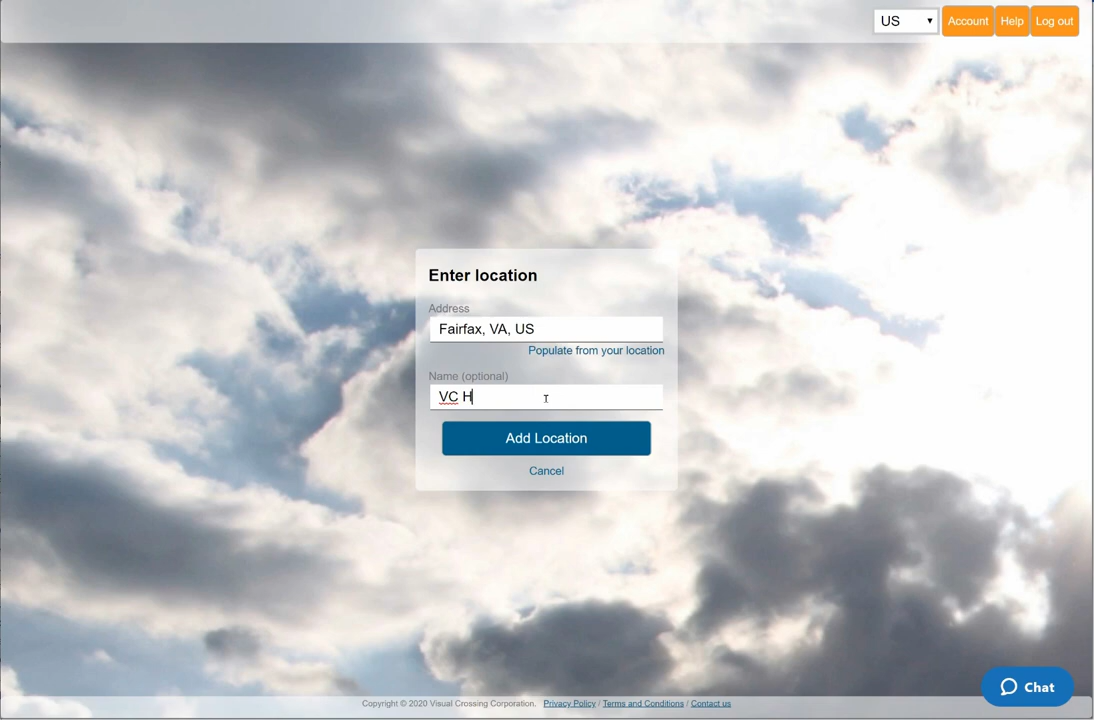 US Account Help Log out
Enter location
Address
Fairfax, VA, US
Populate from your location
Name (optional)
VC H
Add Location
Cancel
Copyright © 2020 Visual Crossing Corporation. Privacy Policy / Terms and Conditions / Contact us
Chat